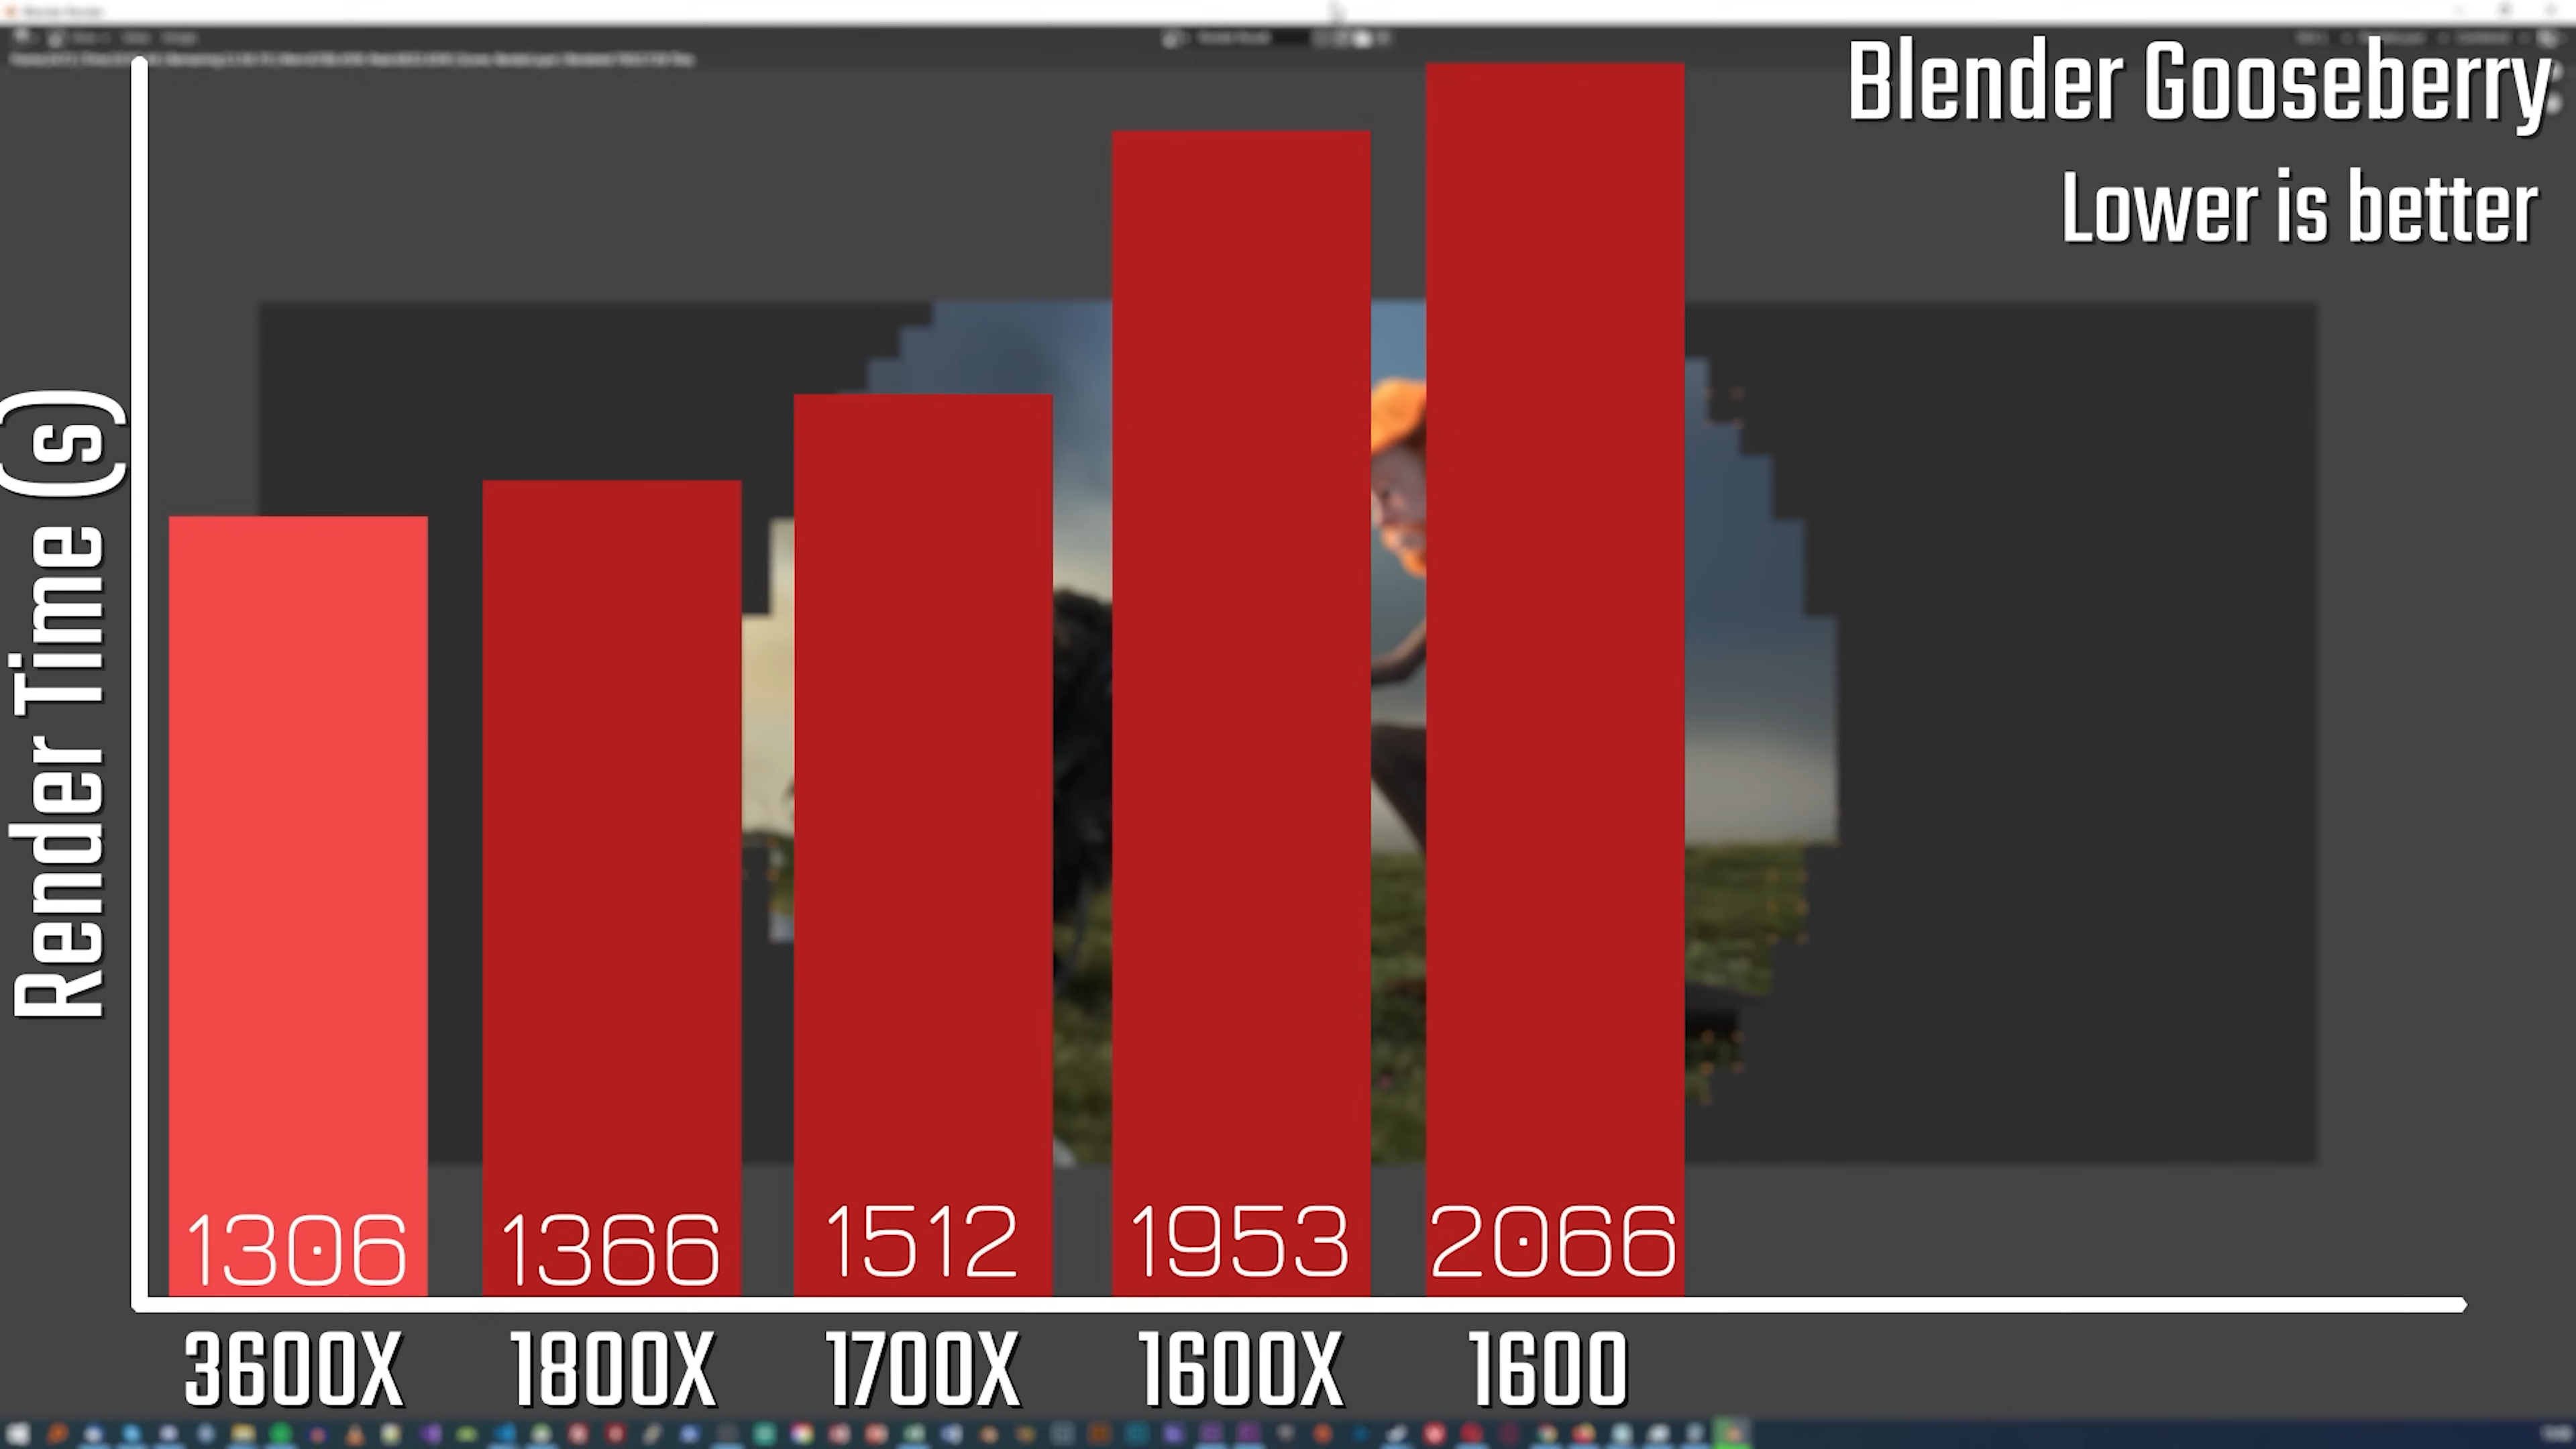 Blender Gooseberry
Lower is better
Render Time (s)
1306
1366
1512
1953
2066
3600X
1800X
1700X
1600X
1600